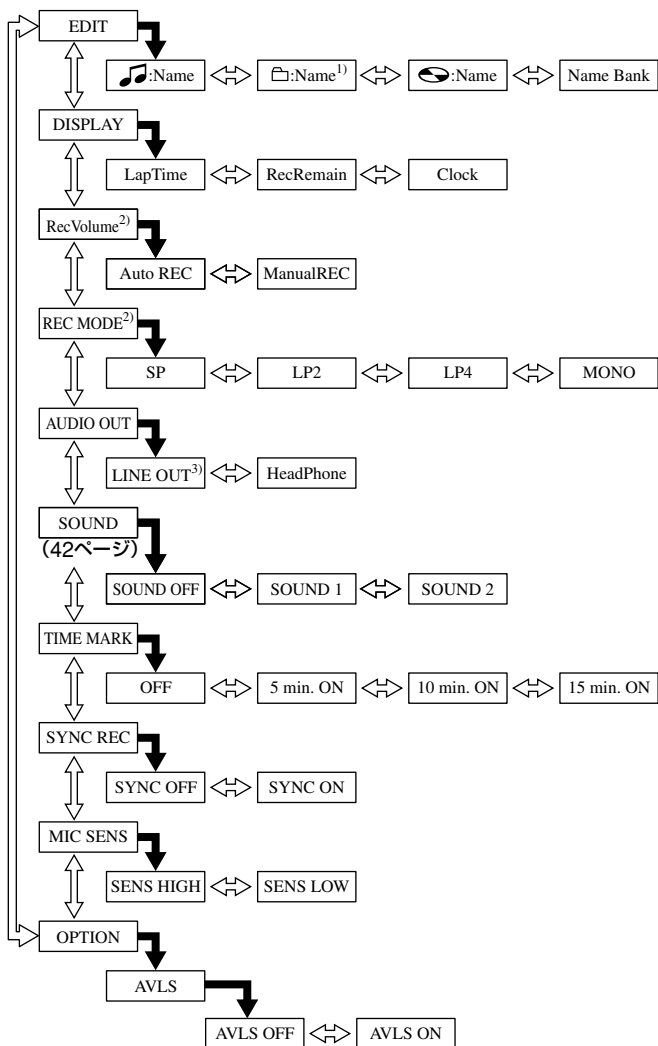 EDIT
:Name :Name1) :Name Name Bank
DISPLAY
LapTime RecRemain Clock
RecVolume2)
Auto REC ManualREC
REC MODE2)
SP LP2 LP4 MONO
AUDIO OUT
LINE OUT3) HeadPhone
SOUND
(42ページ)
SOUND OFF SOUND 1 SOUND 2
TIME MARK
OFF 5 min. ON 10 min. ON 15 min. ON
SYNC REC
SYNC OFF SYNC ON
MIC SENS
SENS HIGH SENS LOW
OPTION
AVLS
AVLS OFF AVLS ON